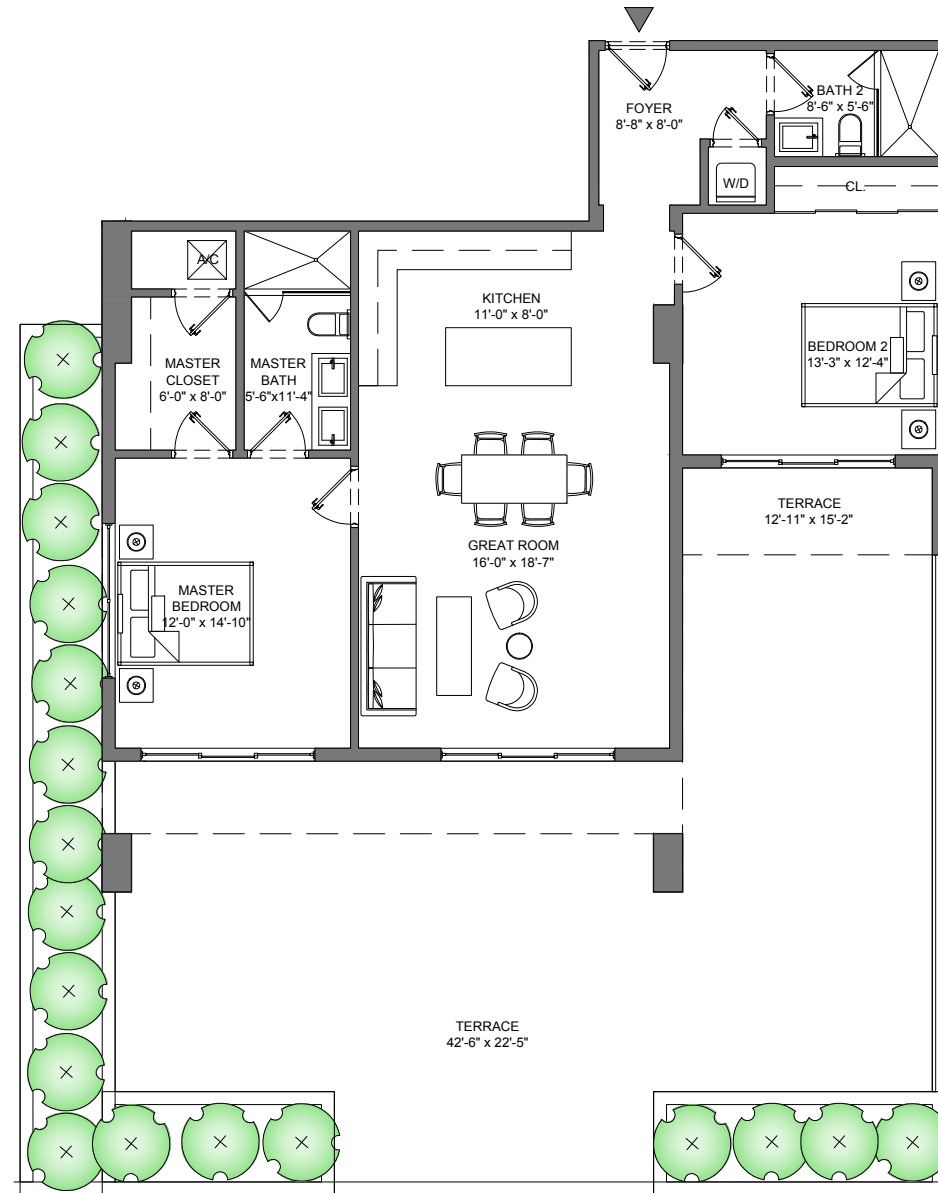 FOYER
8'-8" x 8'-0"
BATH 2
8'-6" x 5'-6"
W/D
CL.
A/C
KITCHEN
11'-0" x 8'-0"
MASTER
CLOSET
6'-0" x 8'-0"
MASTER
BATH
5'-6"x11'-4"
BEDROOM 2
13'-3" x 12'-4"
TERRACE
12'-11" x 15'-2"
GREAT ROOM
16'-0" x 18'-7"
MASTER
BEDROOM
12'-0" x 14'-10"
TERRACE
42'-6" x 22'-5"